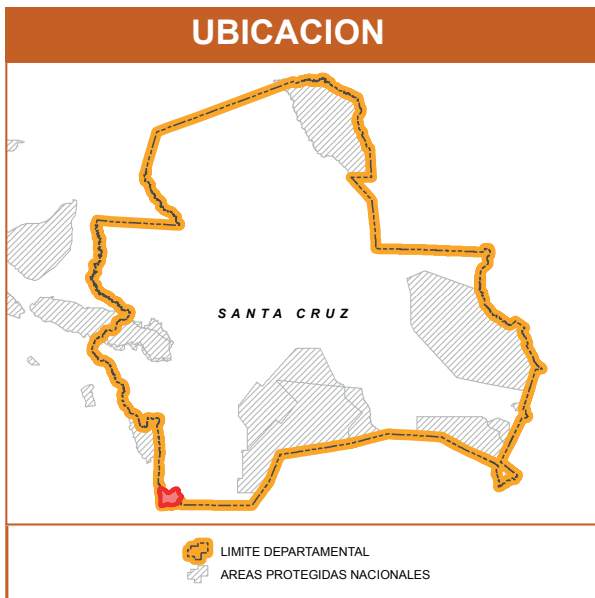 UBICACION
SANTA CRUZ
LIMITE DEPARTAMENTAL
AREAS PROTEGIDAS NACIONALES